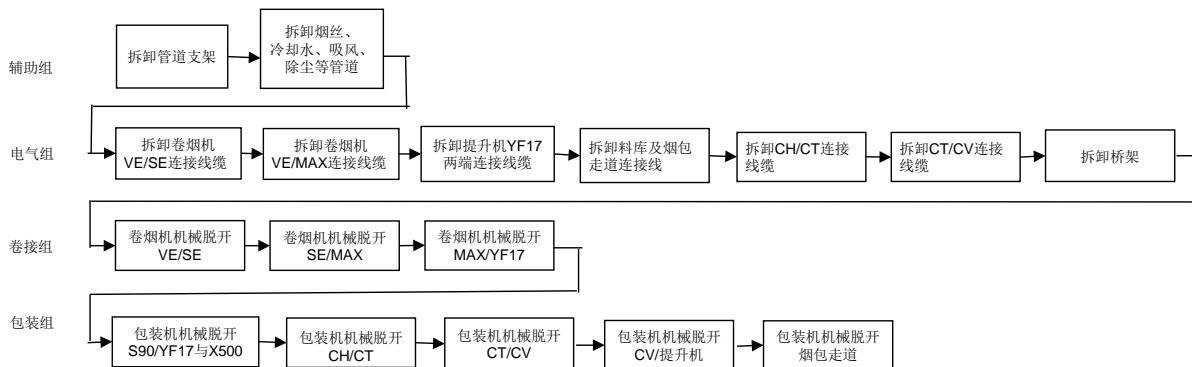 辅助组
拆卸管道支架
拆卸烟丝、
冷却水、吸风、
除尘等管道
电气组
拆卸卷烟机
VE/SE连接线缆
拆卸卷烟机
VE/MAX连接线缆
拆卸提升机YF17
两端连接线缆
拆卸料库及烟包
走道连接线
拆卸CH/CT连接
线缆
拆卸CT/CV连接
线缆
拆卸桥架
卷接组
卷烟机机械脱开
VE/SE
卷烟机机械脱开
SE/MAX
卷烟机机械脱开
MAX/YF17
包装组
包装机机械脱开
S90/YF17与X500
包装机机械脱开
CH/CT
包装机机械脱开
CT/CV
包装机机械脱开
CV/提升机
包装机机械脱开
烟包走道